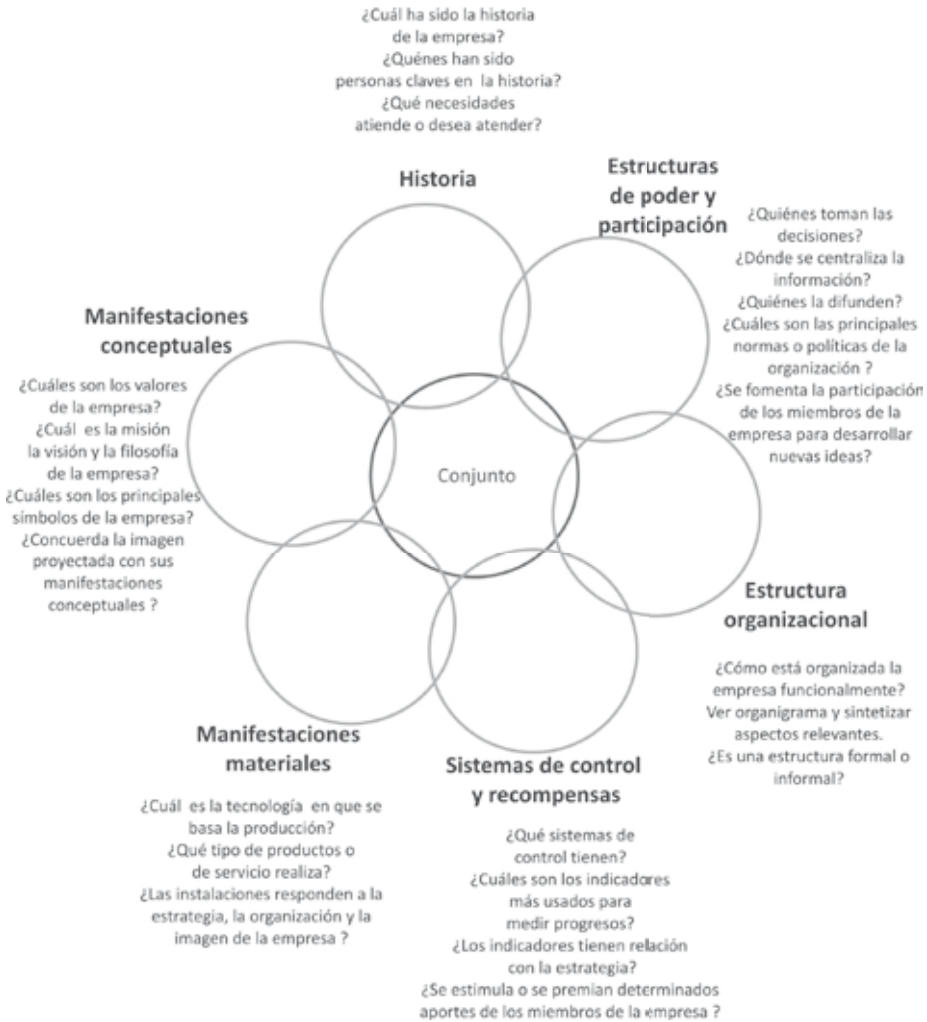 ¿Cuál ha sido la historia
de la empresa?
¿Quénes han sido
personas claves en la historia?
¿Qué necesidades
atiende o desea atender?
Historia
Estructuras
de poder y
participación
¿Quiénes toman las
decisiones?
¿Dónde se centraliza la
información?
¿Quiénes la difunden?
¿Cuáles son las principales
normas o políticas de la
organización ?
¿Se fomenta la participación
de los miembros de la
empresa para desarrollar
nuevas ideas?
Manifestaciones
conceptuales
¿Cuáles son los valores
de la empresa?
¿Cuál es la misión
la visión y la filosofía
de la empresa?
¿Cuáles son los principales
símbolos de la empresa?
¿Concuerda la imagen
proyectada con sus
manifestaciones
conceptuales ?
Conjunto
Estructura
organizacional
¿Cómo está organizada la
empresa funcionalmente?
Ver organigrama y sintetizar
aspectos relevantes.
¿Es una estructura formal o
informal?
Manifestaciones
materiales
¿Cuál es la tecnología en que se
basa la producción?
¿Qué tipo de productos o
de servicio realiza?
¿Las instalaciones responden a la
estrategia, la organización y la
imagen de la empresa ?
Sistemas de control
y recompensas
¿Qué sistemas de
control tienen?
¿Cuáles son los indicadores
más usados para
medir progresos?
¿Los indicadores tienen relación
con la estrategia?
¿Se estimula o se premian determinados
aportes de los miembros de la empresa ?